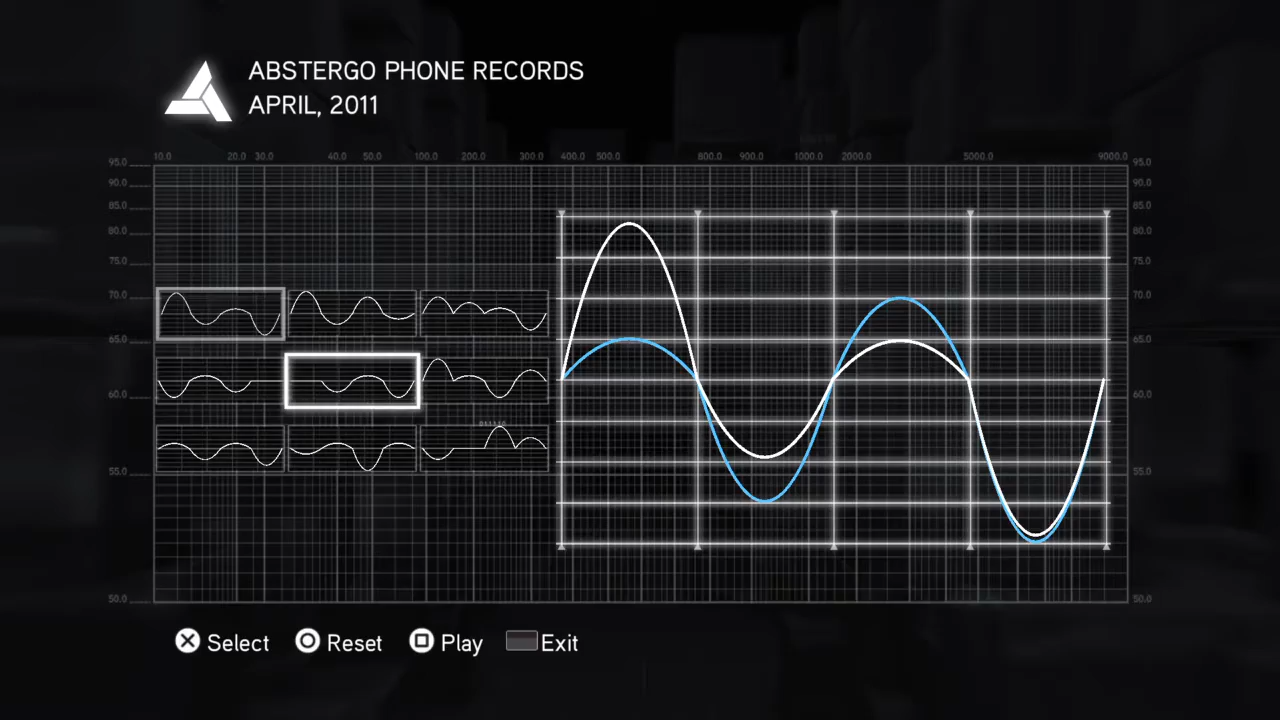 ABSTERGO PHONE RECORDS
APRIL, 2011
10.0 20.0 30.0 40.0 50.0 100.0 200.0 300.0 400.0 500.0 800.0 900.0 1000.0 2000.0 5000.0 9000.0
95.0 95.0
90.0 90.0
85.0 85.0
80.0 80.0
75.0 75.0
70.0 70.0
65.0 65.0
60.0 60.0
55.0 55.0
50.0 50.0
Select Reset Play Exit